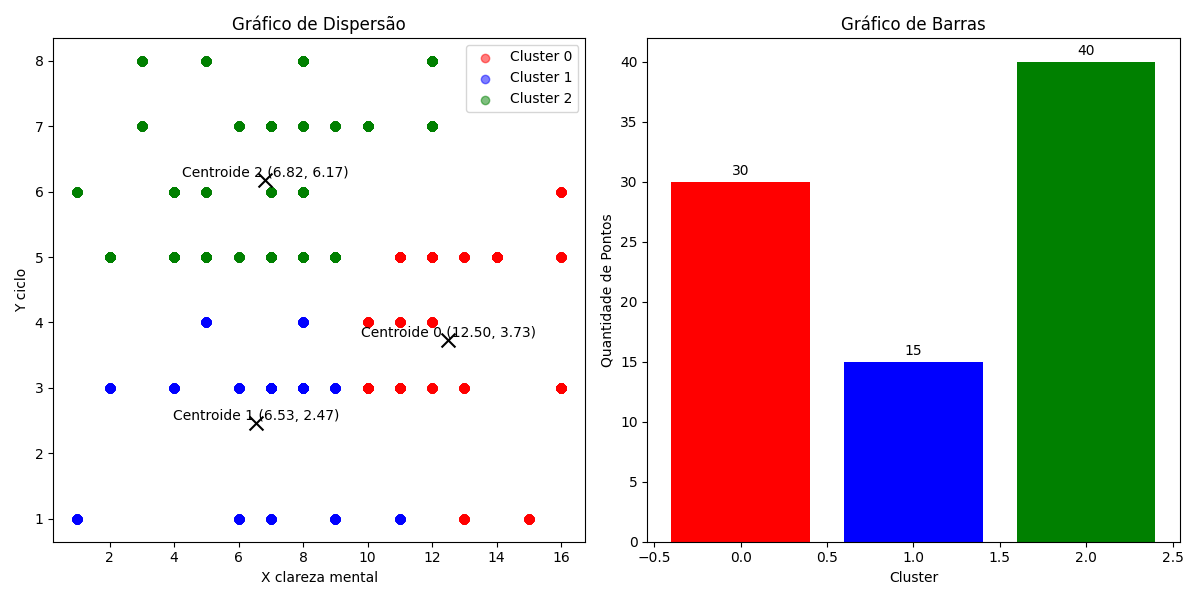 Gráfico de Dispersão
Cluster 0
Cluster 1
Cluster 2
8
7
6
5
4
3
2
1
Y ciclo
Centroide 2 (6.82, 6.17)
Centroide 0 (12.50, 3.73)
Centroide 1 (6.53, 2.47)
2 4 6 8 10 12 14 16
X clareza mental
Gráfico de Barras
40
35
30
25
20
15
10
5
0
Quantidade de Pontos
30
15
40
−0.5 0.0 0.5 1.0 1.5 2.0 2.5
Cluster